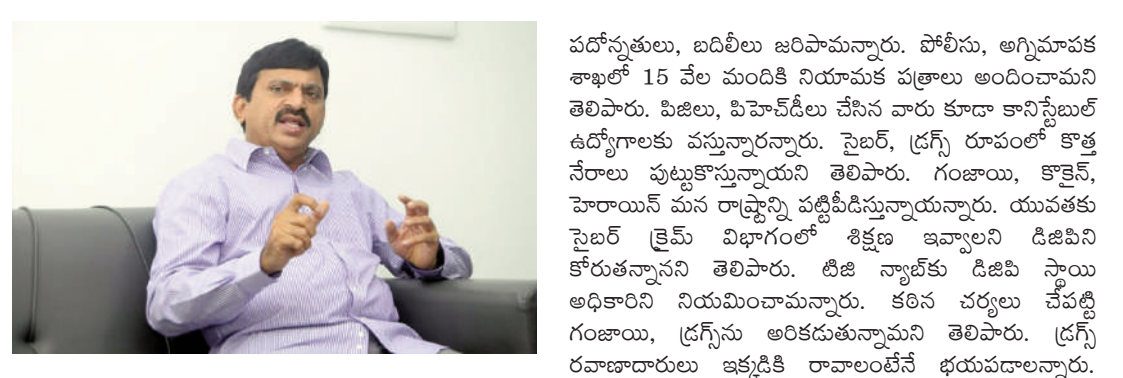 పదోన్నతులు, బదిలీలు జరిపామన్నారు. పోలీసు, అగ్నిమాపక
శాఖలో 15 వేల మందికి నియామక పత్రాలు అందించామని
తెలిపారు. పిజిలు, పిహెచ్‌డీలు చేసిన వారు కూడా కానిస్టేబుల్
ఉద్యోగాలకు వస్తున్నారన్నారు. సైబర్, డ్రగ్స్ రూపంలో కొత్త
నేరాలు పుట్టుకొస్తున్నాయని తెలిపారు. గంజాయి, కొకైన్,
హెరాయిన్ మన రాష్ట్రాన్ని పట్టిపీడిస్తున్నాయన్నారు. యువతకు
సైబర్ క్రైమ్ విభాగంలో శిక్షణ ఇవ్వాలని డిజిపిని
కోరుతన్నానని తెలిపారు. టిజి న్యాబ్‌కు డిజిపి స్థాయి
అధికారిని నియమించామన్నారు. కఠిన చర్యలు చేపట్టి
గంజాయి, డ్రగ్స్‌ను అరికడుతున్నామని తెలిపారు. డ్రగ్స్
రవాణాదారులు ఇక్కడికి రావాలంటేనే భయపడాలన్నారు.